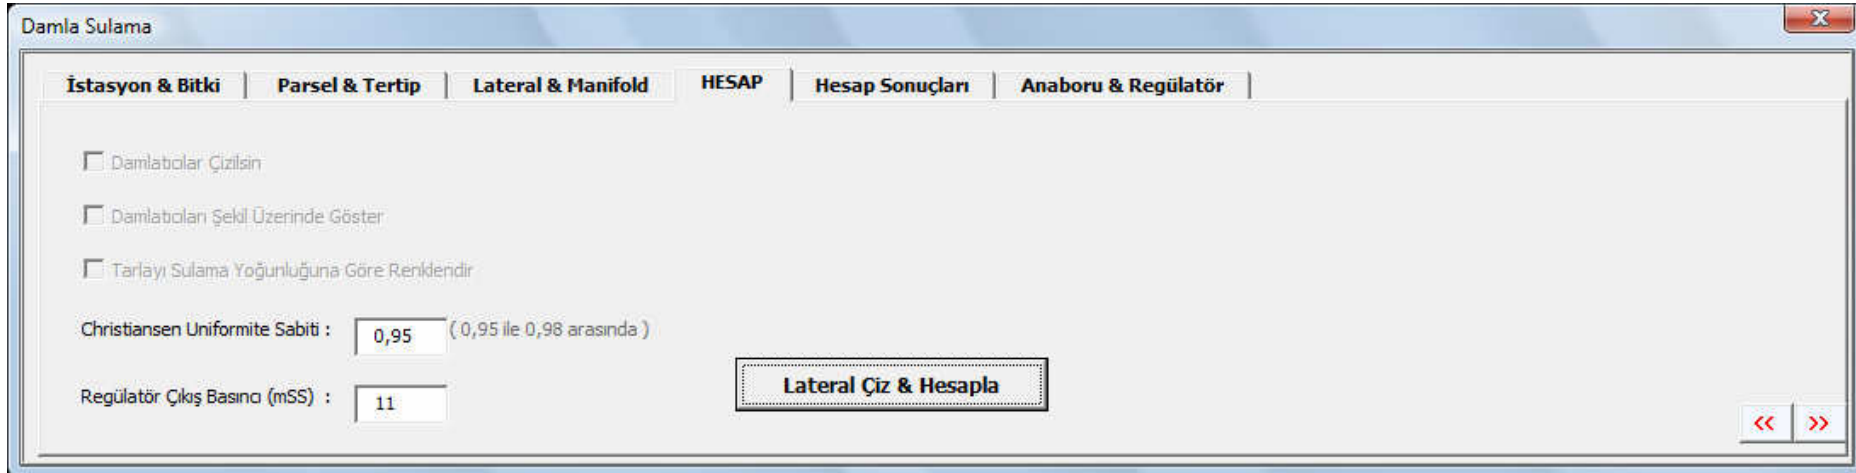 Damla Sulama
İstasyon & Bitki Parsel & Tertip Lateral & Manifold HESAP Hesap Sonuçları Anaboru & Regülatör
Damlatıcılar Çizilsin
Damlatıcıları Şekil Üzerinde Göster
Tarlayı Sulama Yoğunluğuna Göre Renklendir
Christiansen Uniformite Sabiti : 0,95 ( 0,95 ile 0,98 arasında )
Regülatör Çıkış Basıncı (mSS) : 11
Lateral Çiz & Hesapla
<< >>